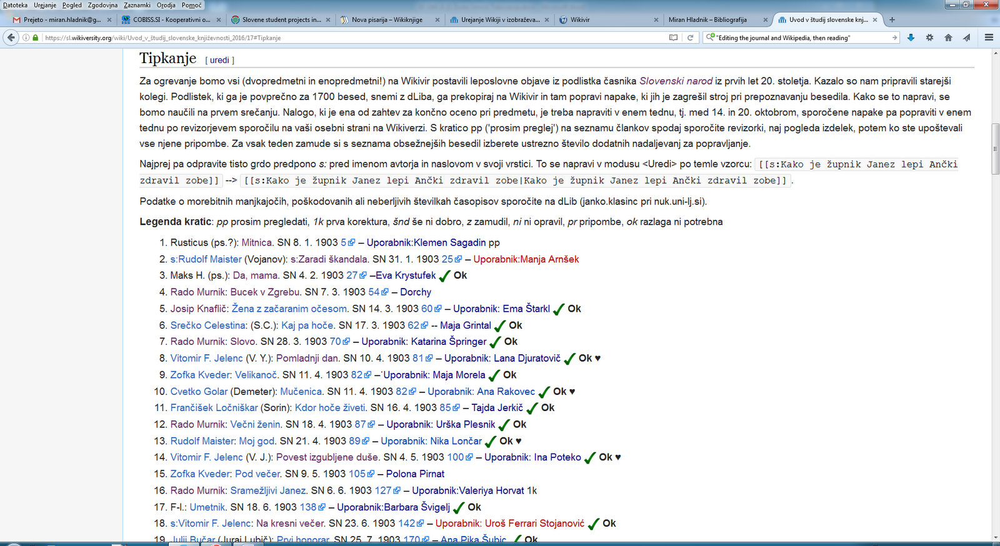 Datoteka Urejanje Pogled Zgodovina Zaznamki Orodja Pomoč
Prejeto - miran.hladnik@g... × COBISS.SI - Kooperativni o... × Slovene student projects in... × Nova pisarija – Wikiknjige × Urejanje Wikiji v izobraževa... × Wikivir × Miran Hladnik – Bibliografija × Uvod v študij slovenske knj... × +
https://sl.wikiversity.org/wiki/Uvod_v_študij_slovenske_književnosti_2016/17#Tipkanje "Editing the journal and Wikipedia, then reading"
Tipkanje [ uredi ]
Za ogrevanje bomo vsi (dvopredmetni in enopredmetni!) na Wikivir postavili leposlovne objave iz podlistka časnika Slovenski narod iz prvih let 20. stoletja. Kazalo so nam pripravili starejši
kolegi. Podlistek, ki ga je povprečno za 1700 besed, snemi z dLiba, ga prekopiraj na Wikivir in tam popravi napake, ki jih je zagrešil stroj pri prepoznavanju besedila. Kako se to napravi, se
bomo naučili na prvem srečanju. Nalogo, ki je ena od zahtev za končno oceno pri predmetu, je treba napraviti v enem tednu, tj. med 14. in 20. oktobrom, sporočene napake pa popraviti v enem
tednu po revizorjevem sporočilu na vaši osebni strani na Wikiverzi. S kratico pp ('prosim preglej') na seznamu člankov spodaj sporočite revizorki, naj pogleda izdelek, potem ko ste upoštevali
vse njene pripombe. Za vsak teden zamude si s seznama obsežnejših besedil izberete ustrezno število dodatnih nadaljevanj za popravljanje.
Najprej pa odpravite tisto grdo predpono s: pred imenom avtorja in naslovom v svoji vrstici. To se napravi v modusu <Uredi> po temle vzorcu: [[s:Kako je župnik Janez lepi Ančki
zdravil zobe]] --> [[s:Kako je župnik Janez lepi Ančki zdravil zobe|Kako je župnik Janez lepi Ančki zdravil zobe]].
Podatke o morebitnih manjkajočih, poškodovanih ali neberljivih številkah časopisov sporočite na dLib (janko.klasinc pri nuk.uni-lj.si).
Legenda kratic: pp prosim pregledati, 1k prva korektura, šnd še ni dobro, z zamudil, ni ni opravil, pr pripombe, ok razlaga ni potrebna
1. Rusticus (ps.?): Mitnica. SN 8. 1. 1903 5 – Uporabnik:Klemen Sagadin pp
2. s:Rudolf Maister (Vojanov): s:Zaradi škandala. SN 31. 1. 1903 25 – Uporabnik:Manja Arnšek
3. Maks H. (ps.): Da, mama. SN 4. 2. 1903 27 –Eva Krystufek ✓ Ok
4. Rado Murnik: Bucek v Zgrebu. SN 7. 3. 1903 54 – Dorchy
5. Josip Knaflič: Žena z začaranim očesom. SN 14. 3. 1903 60 – Uporabnik: Ema Štarkl ✓ Ok
6. Srečko Celestina: (S.C.): Kaj pa hoče. SN 17. 3. 1903 62 -- Maja Grintal ✓ Ok
7. Rado Murnik: Slovo. SN 28. 3. 1903 70 – Uporabnik: Katarina Špringer ✓ Ok
8. Vitomir F. Jelenc (V. Y.): Pomladnji dan. SN 10. 4. 1903 81 – Uporabnik: Lana Djuratovič ✓ Ok ♥
9. Zofka Kveder: Velikanoč. SN 11. 4. 1903 82 – Uporabnik: Maja Morela ✓ Ok
10. Cvetko Golar (Demeter): Mučenica. SN 11. 4. 1903 82 – Uporabnik: Ana Rakovec ✓ Ok ♥
11. Frančišek Ločniškar (Sorin): Kdor hoče živeti. SN 16. 4. 1903 85 – Tajda Jerkič ✓ Ok
12. Rado Murnik: Večni ženin. SN 18. 4. 1903 87 – Uporabnik: Urška Plesnik ✓ Ok
13. Rudolf Maister: Moj god. SN 21. 4. 1903 89 – Uporabnik: Nika Lončar ✓ Ok ♥
14. Vitomir F. Jelenc (V. J.): Povest izgubljene duše. SN 4. 5. 1903 100 – Uporabnik: Ina Poteko ✓ Ok ♥
15. Zofka Kveder: Pod večer. SN 9. 5. 1903 105 – Polona Pirnat
16. Rado Murnik: Sramežljivi Janez. SN 6. 6. 1903 127 – Uporabnik:Valeriya Horvat 1k
17. F-l.: Umetnik. SN 18. 6. 1903 138 – Uporabnik:Barbara Švigelj ✓ Ok
18. s:Vitomir F. Jelenc: Na kresni večer. SN 23. 6. 1903 142 – Uporabnik: Uroš Ferrari Stojanović ✓ Ok
19. Julij Bučar (Juraj Lubič): Prvi honorar. SN 25. 7. 1903 170 – Ana Pika Šubic ✓ Ok